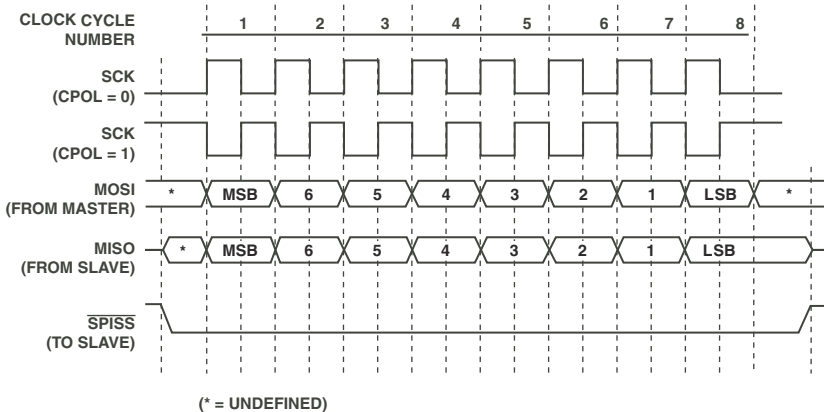 CLOCK CYCLE
NUMBER
1 2 3 4 5 6 7 8
SCK
(CPOL = 0)
SCK
(CPOL = 1)
MOSI
(FROM MASTER)
* MSB 6 5 4 3 2 1 LSB *
MISO
(FROM SLAVE)
* MSB 6 5 4 3 2 1 LSB
SPISS
(TO SLAVE)
(* = UNDEFINED)